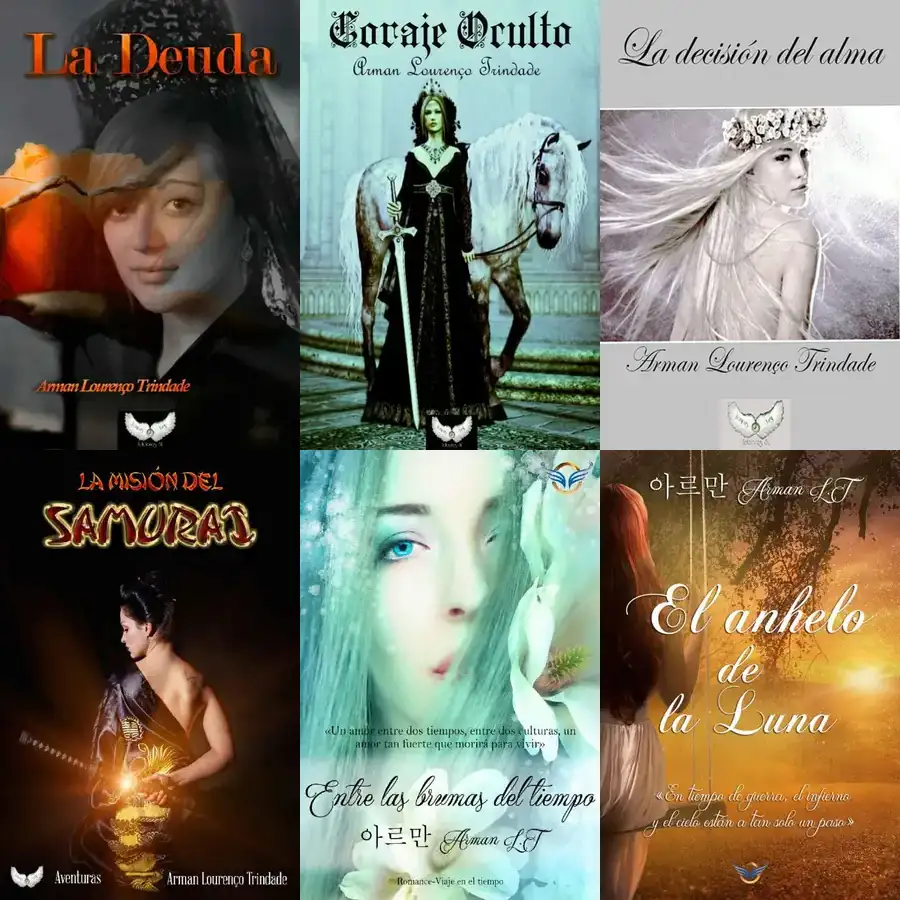 La Deuda
Arman Lourenço Trindade
Coraje Oculto
Arman Lourenço Trindade
La decisión del alma
Arman Lourenço Trindade
LA MISIÓN DEL
SAMURAI
Aventuras
Arman Lourenço Trindade
«Un amor entre dos tiempos, entre dos culturas, un
amor tan fuerte que morirá para vivir»
Entre las brumas del tiempo
아르만 Arman L.T
Romance-Viaje en el tiempo
아르만 Arman L.T
El anhelo
de
la Luna
«En tiempo de guerra, el infierno
y el cielo están a tan solo un paso»